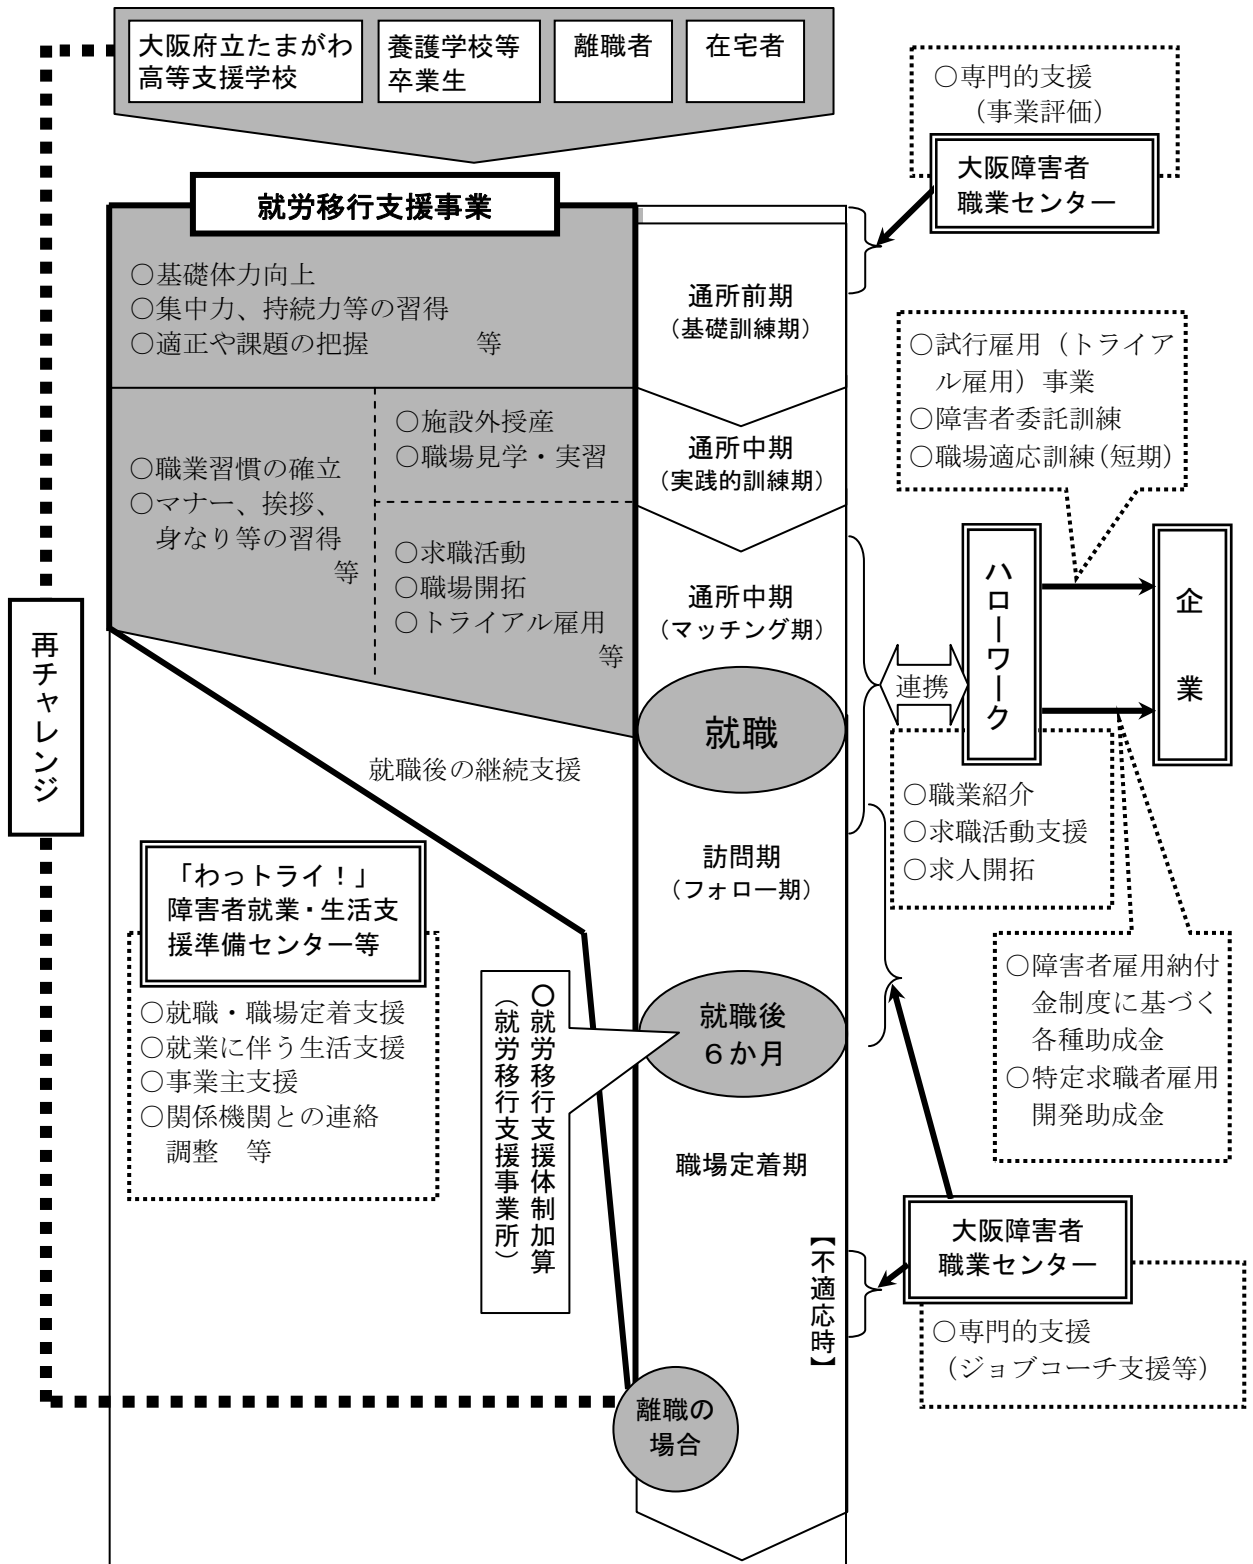 大阪府立たまがわ
高等支援学校
養護学校等
卒業生
離職者
在宅者
○専門的支援
(事業評価)
大阪障害者
職業センター
就労移行支援事業
○基礎体力向上
○集中力、持続力等の習得
○適正や課題の把握 等
通所前期
(基礎訓練期)
○試行雇用(トライア
ル雇用)事業
○障害者委託訓練
○職場適応訓練(短期)
○職業習慣の確立
○マナー、挨拶、
身なり等の習得
等
○施設外授産
○職場見学・実習
通所中期
(実践的訓練期)
○求職活動
○職場開拓
○トライアル雇用
等
通所中期
(マッチング期)
ハローワーク
企業
連携
再チャレンジ
就職
就職後の継続支援
○職業紹介
○求職活動支援
○求人開拓
訪問期
(フォロー期)
「わっトライ!」
障害者就業・生活支
援準備センター等
○就職・職場定着支援
○就業に伴う生活支援
○事業主支援
○関係機関との連絡
調整 等
○就労移行支援体制加算
(就労移行支援事業所)
就職後
6か月
○障害者雇用納付
金制度に基づく
各種助成金
○特定求職者雇用
開発助成金
職場定着期
【不適応時】
大阪障害者
職業センター
○専門的支援
(ジョブコーチ支援等)
離職の
場合